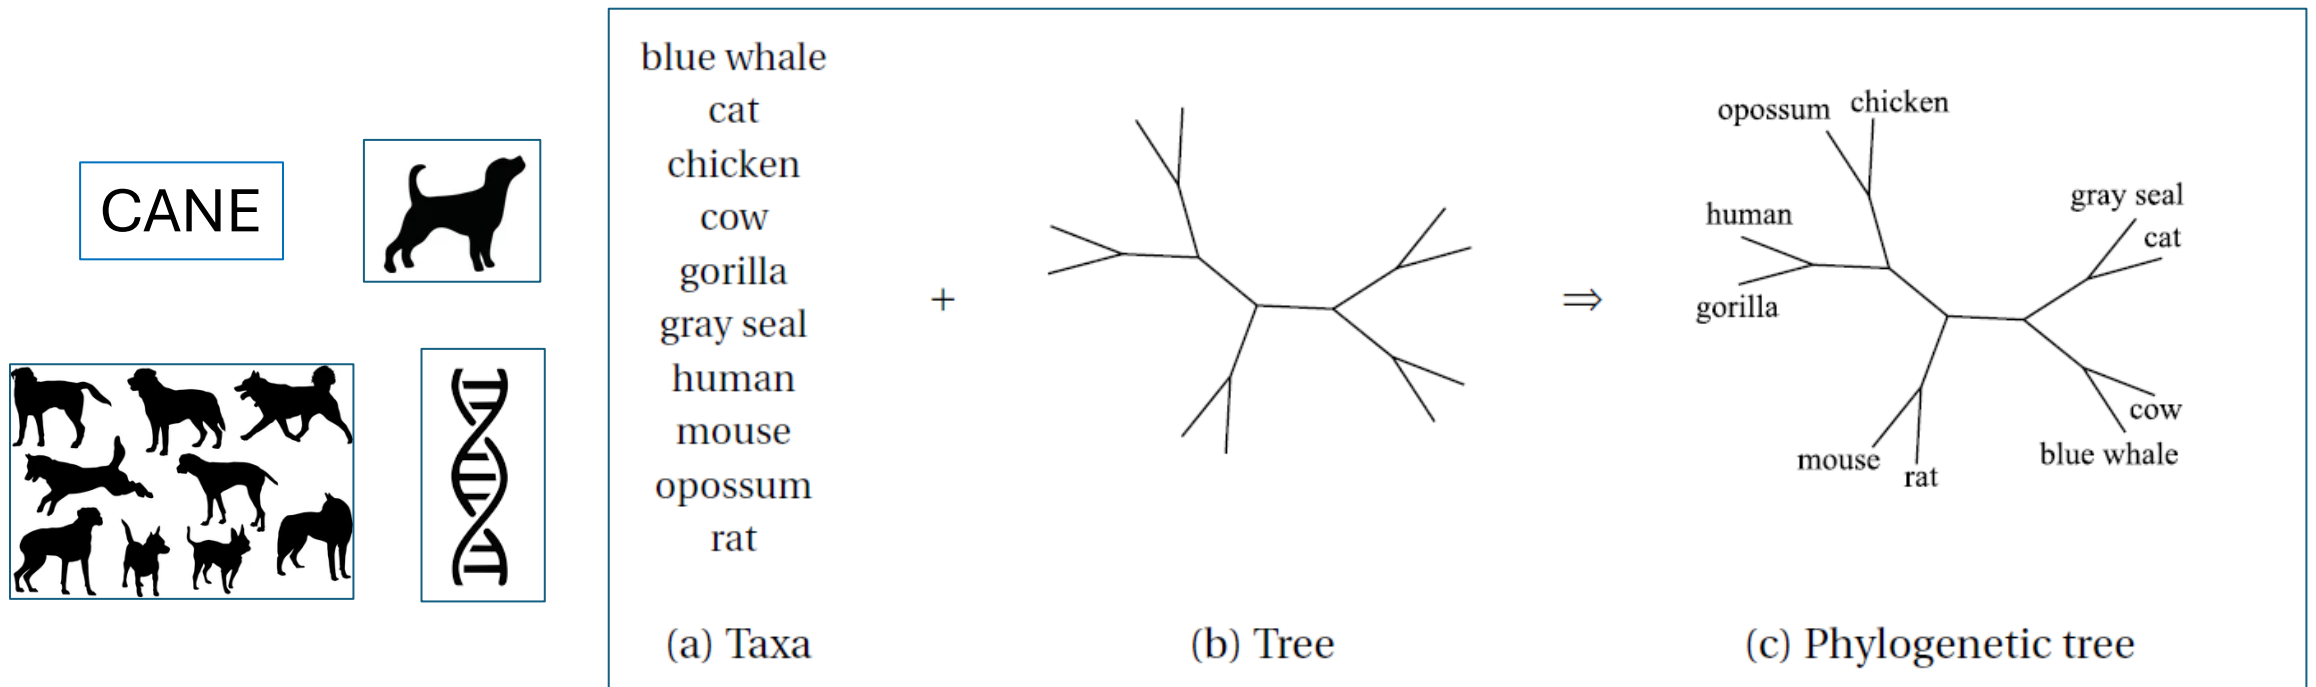 CANE
blue whale
cat
chicken
cow
gorilla
gray seal
human
mouse
opossum
rat
+
⇒
opossum chicken
human
gorilla
gray seal
cat
cow
blue whale
mouse
rat
(a) Taxa
(b) Tree
(c) Phylogenetic tree